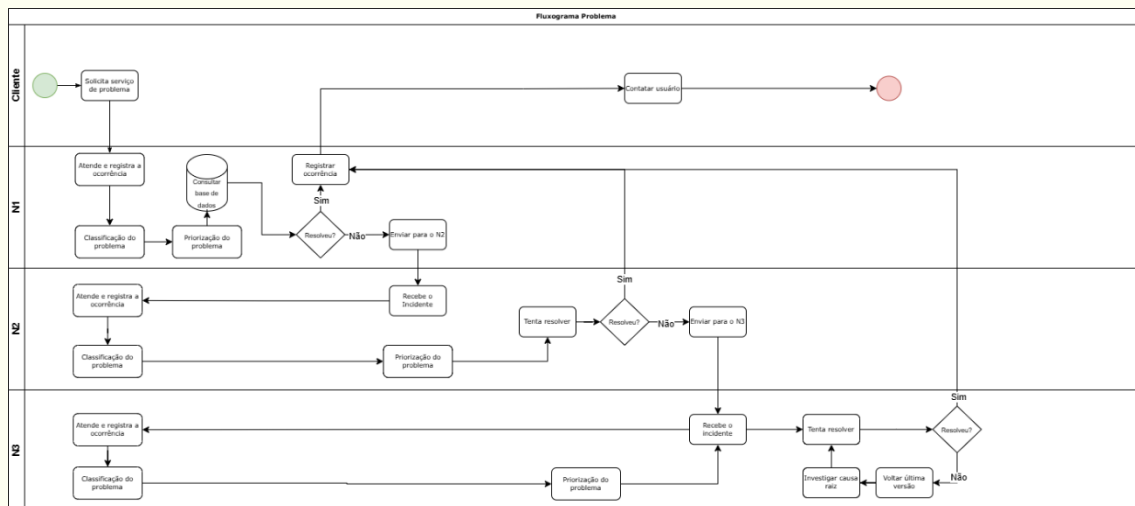 Fluxograma Problema
Cliente
Solicita serviço
de problema
Contatar usuário
N1
Atende e registra a
ocorrência
Classificação do
problema
Priorização do
problema
Consultar
base de
dados
Registrar
ocorrência
Sim
Resolveu?
Não
Enviar para o N2
N2
Atende e registra a
ocorrência
Recebe o
Incidente
Classificação do
problema
Priorização do
problema
Tenta resolver
Sim
Resolveu?
Não
Enviar para o N3
N3
Atende e registra a
ocorrência
Classificação do
problema
Priorização do
problema
Recebe o
incidente
Tenta resolver
Sim
Resolveu?
Não
Voltar última
versão
Investigar causa
raiz